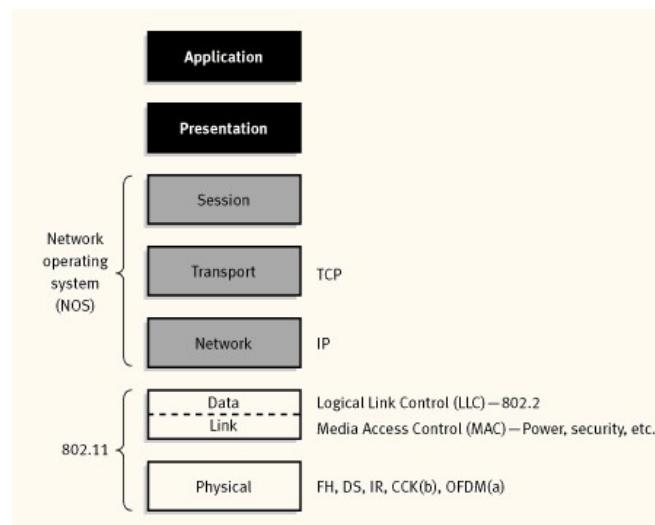 Application
Presentation
Session
Network
operating
system
(NOS)
Transport
TCP
Network
IP
Data
Logical Link Control (LLC)—802.2
Link
Media Access Control (MAC)—Power, security, etc.
802.11
Physical
FH, DS, IR, CCK(b), OFDM(a)